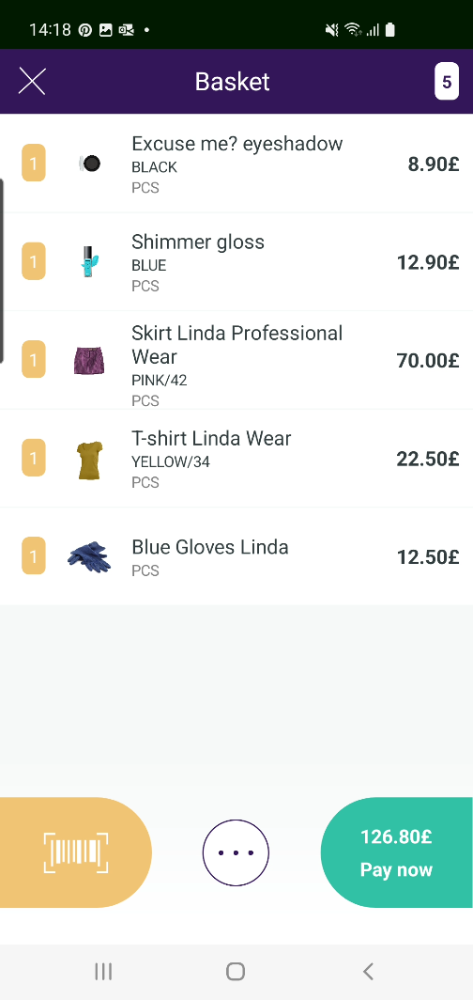 14:18
Basket
5
1
Excuse me? eyeshadow
BLACK
PCS
8.90£
1
Shimmer gloss
BLUE
PCS
12.90£
1
Skirt Linda Professional
Wear
PINK/42
PCS
70.00£
1
T-shirt Linda Wear
YELLOW/34
PCS
22.50£
1
Blue Gloves Linda
PCS
12.50£
126.80£
Pay now